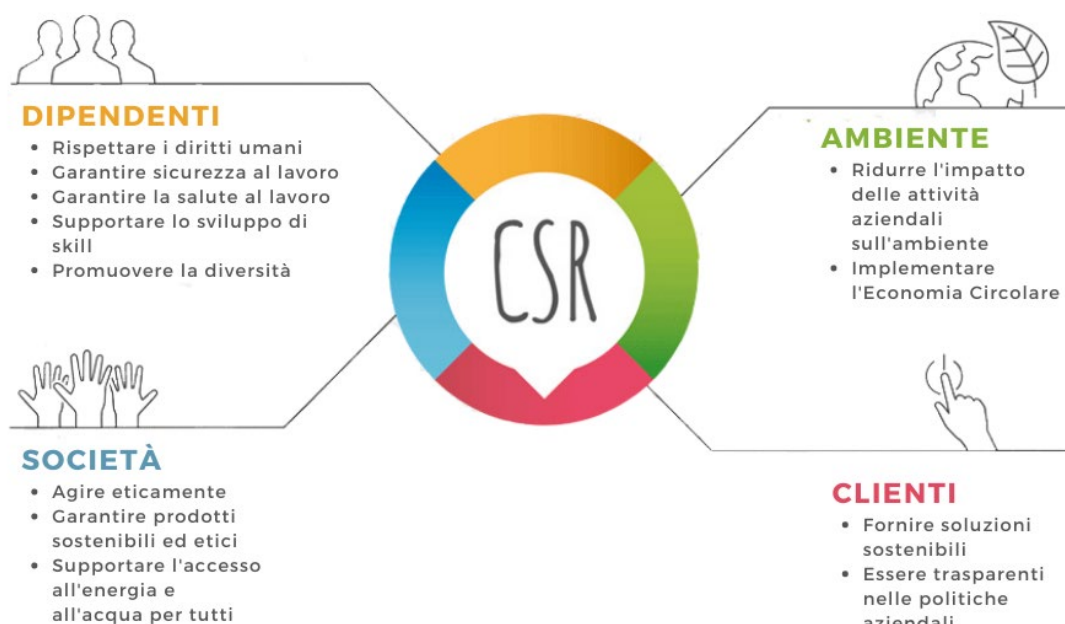 DIPENDENTI
• Rispettare i diritti umani
• Garantire sicurezza al lavoro
• Garantire la salute al lavoro
• Supportare lo sviluppo di
skill
• Promuovere la diversità
CSR
AMBIENTE
• Ridurre l'impatto
delle attività
aziendali
sull'ambiente
• Implementare
l'Economia Circolare
SOCIETÀ
• Agire eticamente
• Garantire prodotti
sostenibili ed etici
• Supportare l'accesso
all'energia e
all'acqua per tutti
CLIENTI
• Fornire soluzioni
sostenibili
• Essere trasparenti
nelle politiche
aziendali